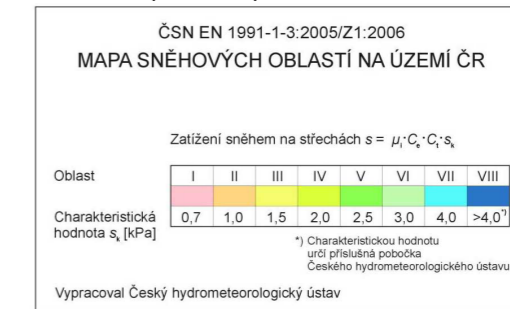 ČSN EN 1991-1-3:2005/Z1:2006
MAPA SNĚHOVÝCH OBLASTÍ NA ÚZEMÍ ČR
Zatížení sněhem na střechách s = μᵢ·Cₑ·Cₜ·sₖ
Oblast I II III IV V VI VII VIII
Charakteristická hodnota sₖ [kPa] 0,7 1,0 1,5 2,0 2,5 3,0 4,0 >4,0*)
*) Charakteristickou hodnotu
určí příslušná pobočka
Českého hydrometeorologického ústavu
Vypracoval Český hydrometeorologický ústav